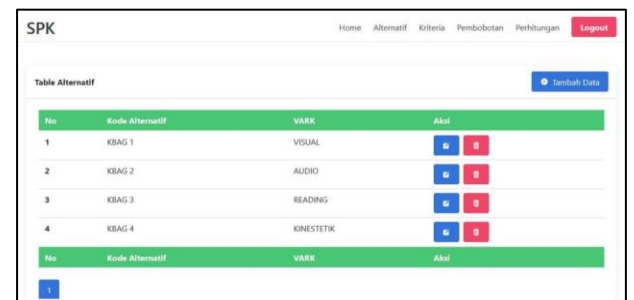 SPK Home Alternatif Kriteria Pembobotan Perhitungan Logout
Table Alternatif Tambah Data
No Kode Alternatif VARK Aksi
1 KBAG 1 VISUAL
2 KBAG 2 AUDIO
3 KBAG 3 READING
4 KBAG 4 KINESTETIK
No Kode Alternatif VARK Aksi
1